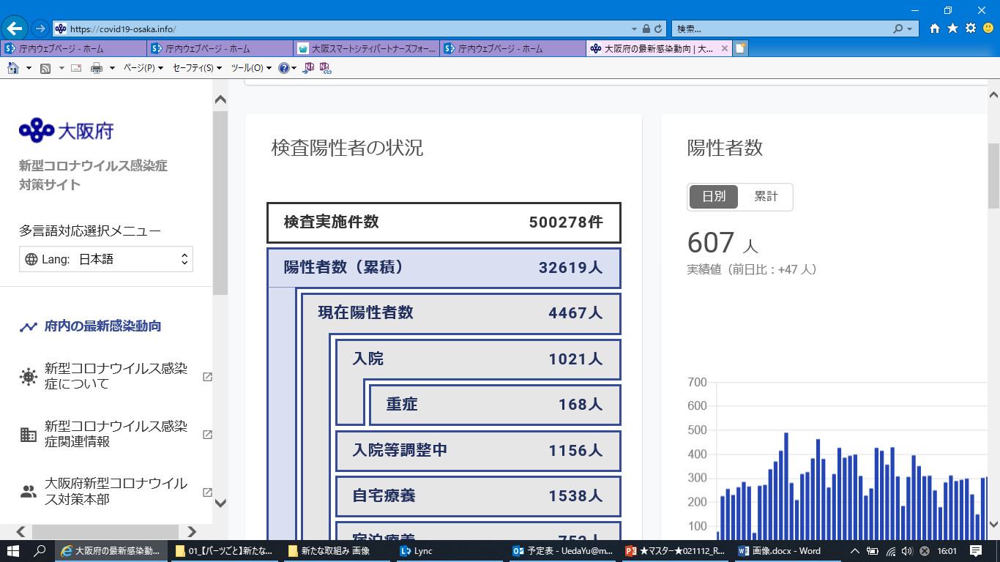 https://covid19-osaka.info/
検索...
庁内ウェブページ - ホーム
庁内ウェブページ - ホーム
大阪スマートシティパートナーズフォー...
庁内ウェブページ - ホーム
大阪府の最新感染動向 | 大...
ページ(P)
セーフティ(S)
ツール(O)
大阪府
新型コロナウイルス感染症
対策サイト
多言語対応選択メニュー
Lang: 日本語
府内の最新感染動向
新型コロナウイルス感染
症について
新型コロナウイルス感染
症関連情報
大阪府新型コロナウイル
ス対策本部
検査陽性者の状況
検査実施件数 500278件
陽性者数（累積） 32619人
現在陽性者数 4467人
入院 1021人
重症 168人
入院等調整中 1156人
自宅療養 1538人
陽性者数
日別 累計
607 人
実績値（前日比：+47 人）
700
600
500
400
300
200
100
大阪府の最新感染動...
01_【パーツごと】新たな...
新たな取組み 画像
Lync
予定表 - UedaYu@m...
★マスター★021112_R...
画像.docx - Word
16:01